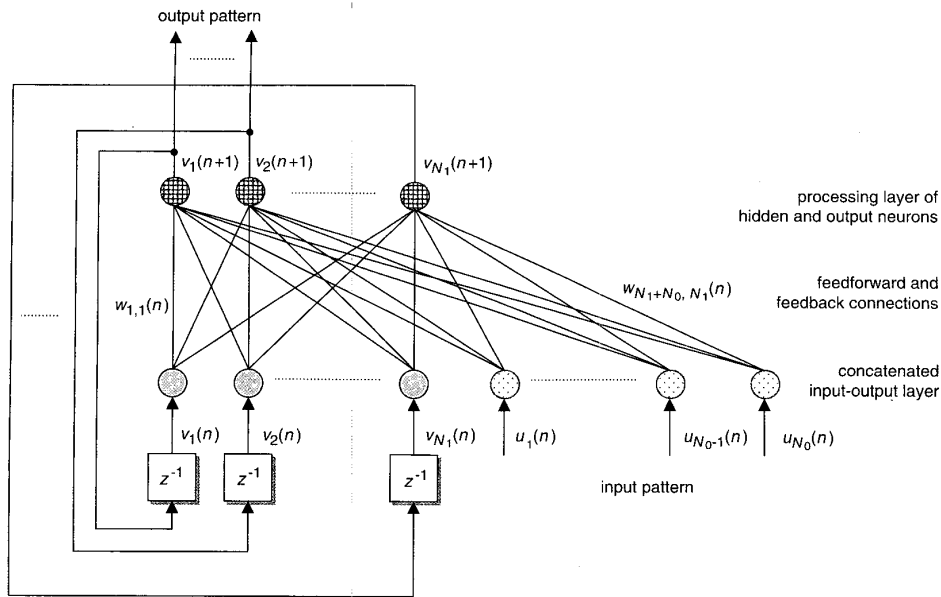 output pattern
v1(n+1)
v2(n+1)
vN1(n+1)
processing layer of
hidden and output neurons
w1,1(n)
wN1+N0, N1(n)
feedforward and
feedback connections
concatenated
input-output layer
v1(n)
v2(n)
vN1(n)
u1(n)
uN0-1(n)
uN0(n)
z-1
z-1
z-1
input pattern